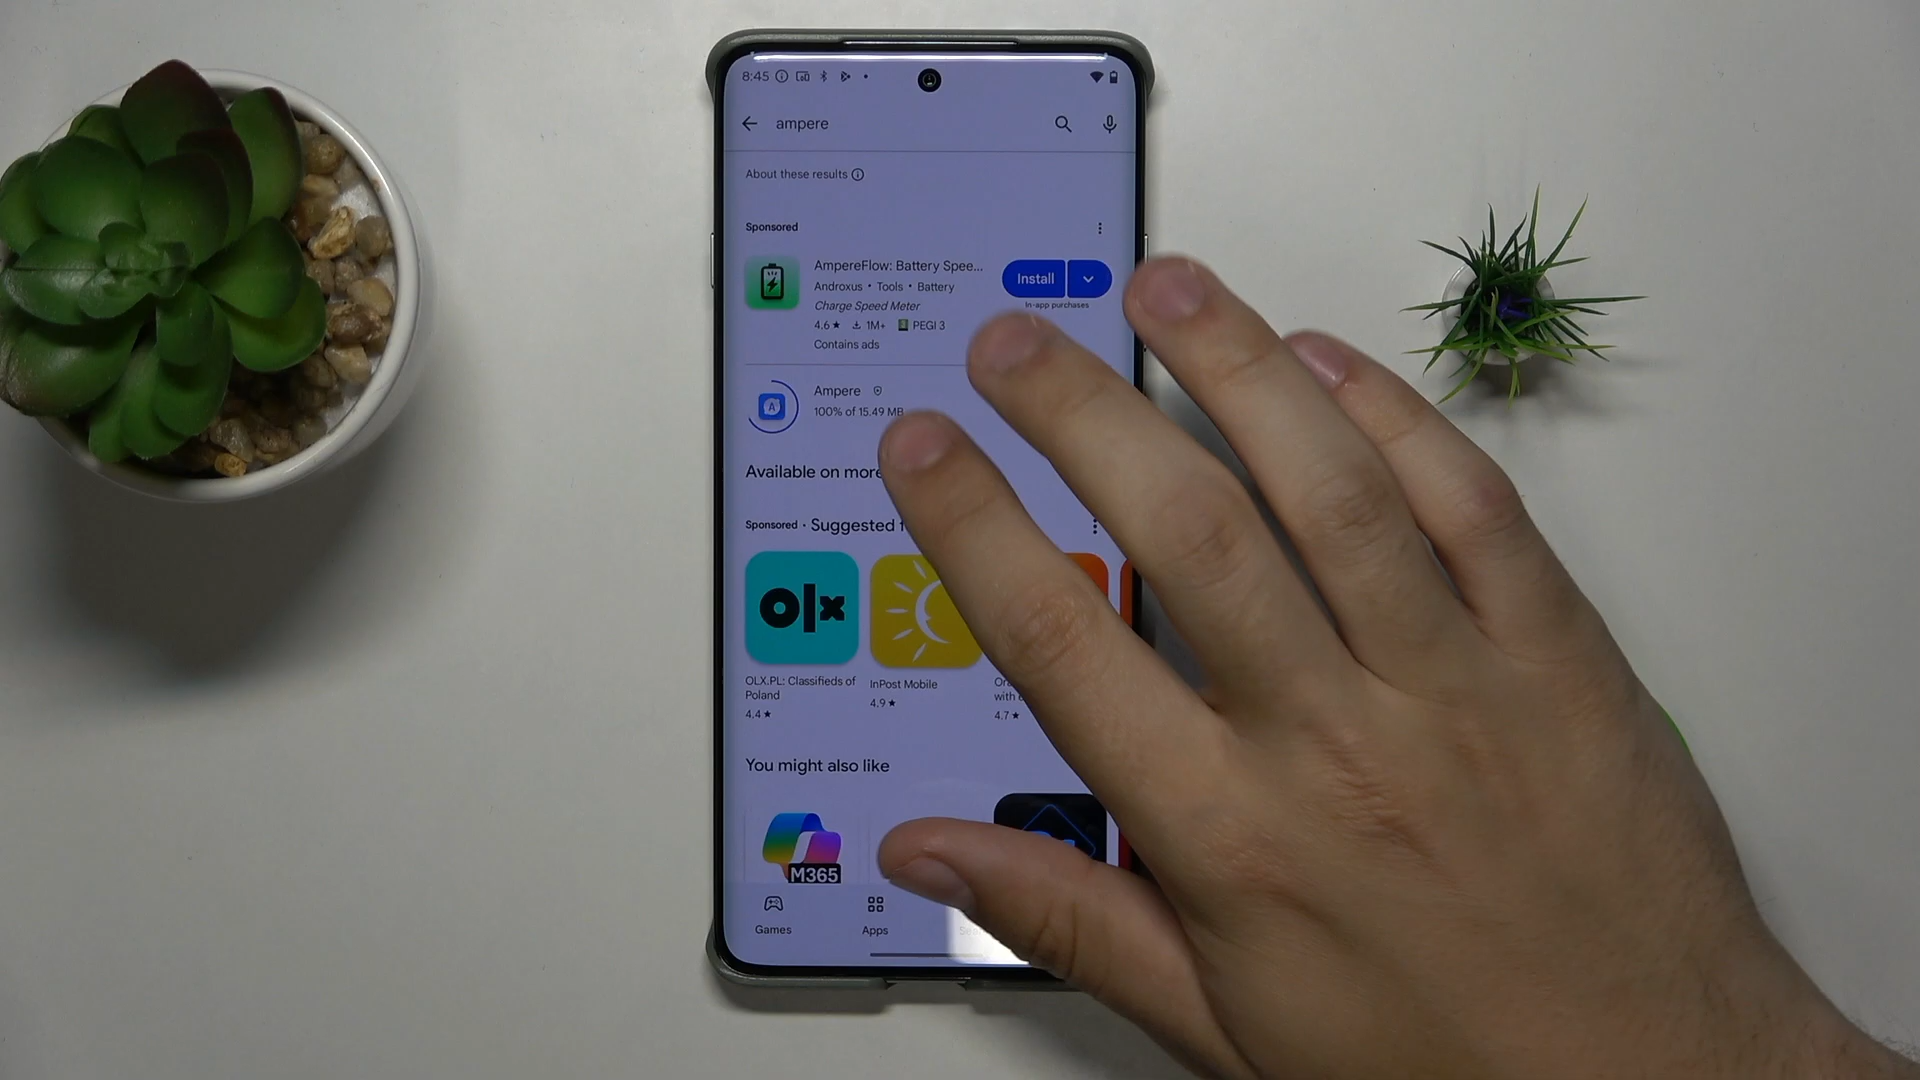 8:45
ampere
About these results
Sponsored
AmpereFlow: Battery Spee...
Androxus • Tools • Battery
Charge Speed Meter
4.6★ 1M+ PEGI 3
Contains ads
Install
In-app purchases
Ampere
100% of 15.49 MB
Available on more
Sponsored • Suggested
olx
OLX.PL: Classifieds of
Poland
4.4★
InPost Mobile
4.9★
with
4.7★
You might also like
M365
Games
Apps